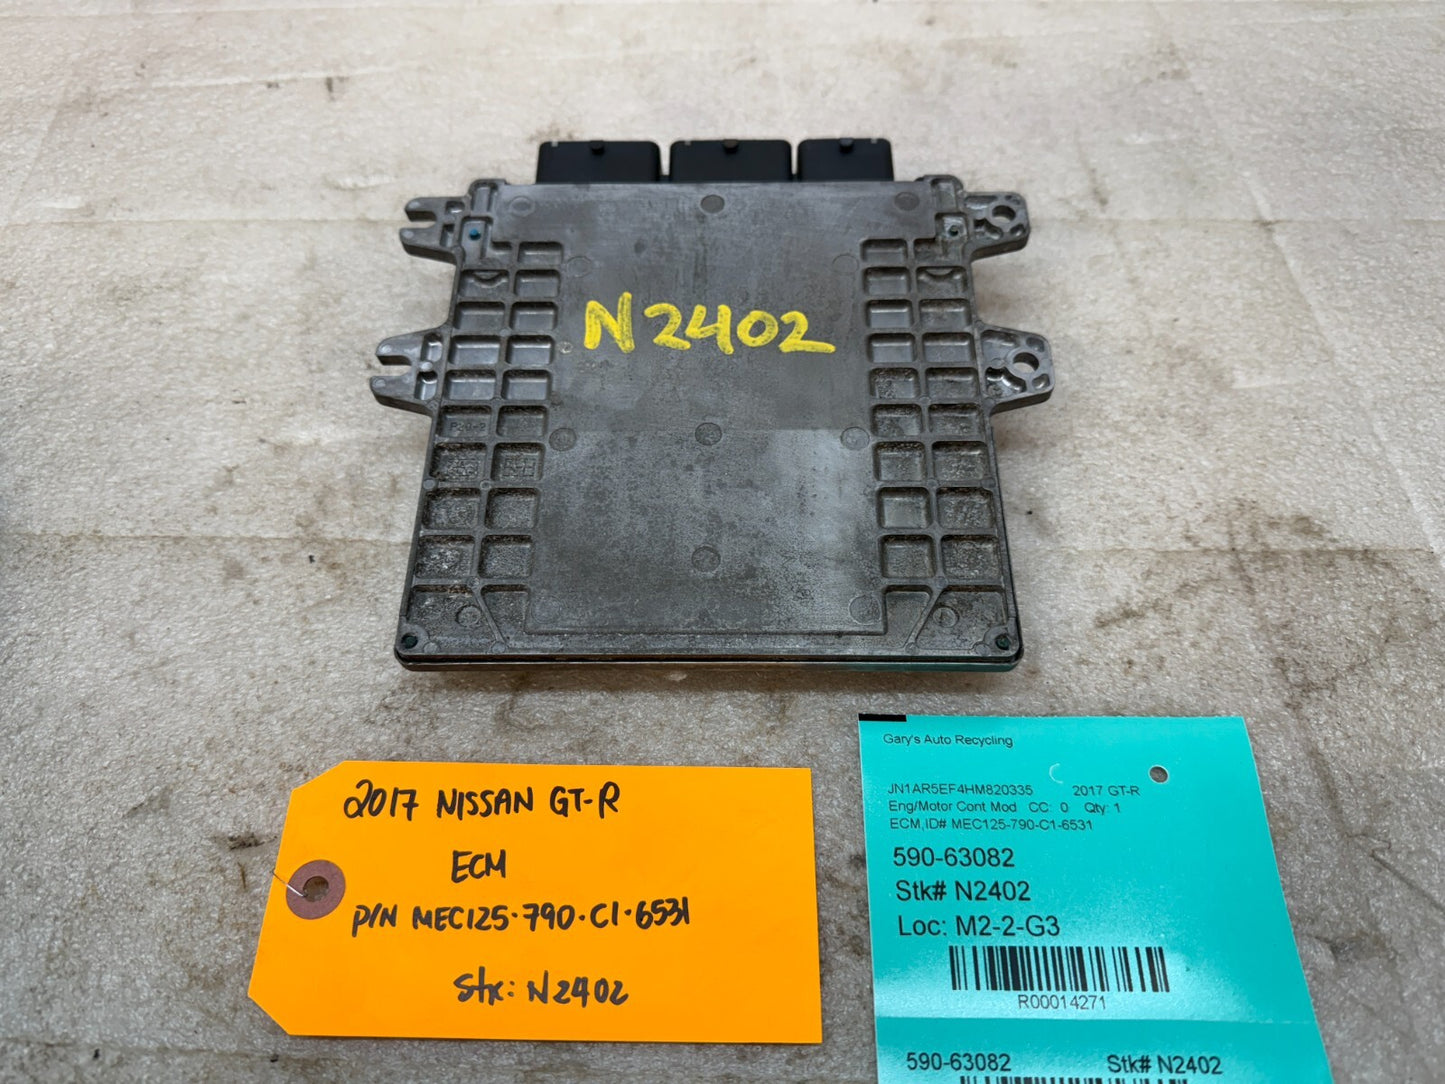 N2402
P20-2
2017 NISSAN GT-R
ECM
P/N MEC125-790-C1-6531
Stk: N2402
Gary's Auto Recycling
JN1AR5EF4HM820335 2017 GT-R
Eng/Motor Cont Mod CC: 0 Qty: 1
ECM,ID# MEC125-790-C1-6531
590-63082
Stk# N2402
Loc: M2-2-G3
R00014271
590-63082 Stk# N2402